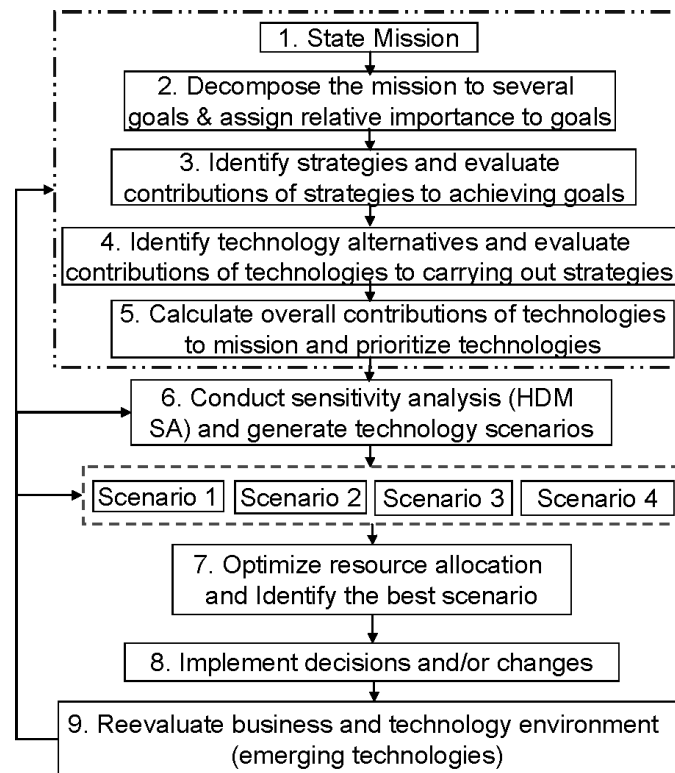 1. State Mission
2. Decompose the mission to several
goals & assign relative importance to goals
3. Identify strategies and evaluate
contributions of strategies to achieving goals
4. Identify technology alternatives and evaluate
contributions of technologies to carrying out strategies
5. Calculate overall contributions of technologies
to mission and prioritize technologies
6. Conduct sensitivity analysis (HDM
SA) and generate technology scenarios
Scenario 1 Scenario 2 Scenario 3 Scenario 4
7. Optimize resource allocation
and Identify the best scenario
8. Implement decisions and/or changes
9. Reevaluate business and technology environment
(emerging technologies)